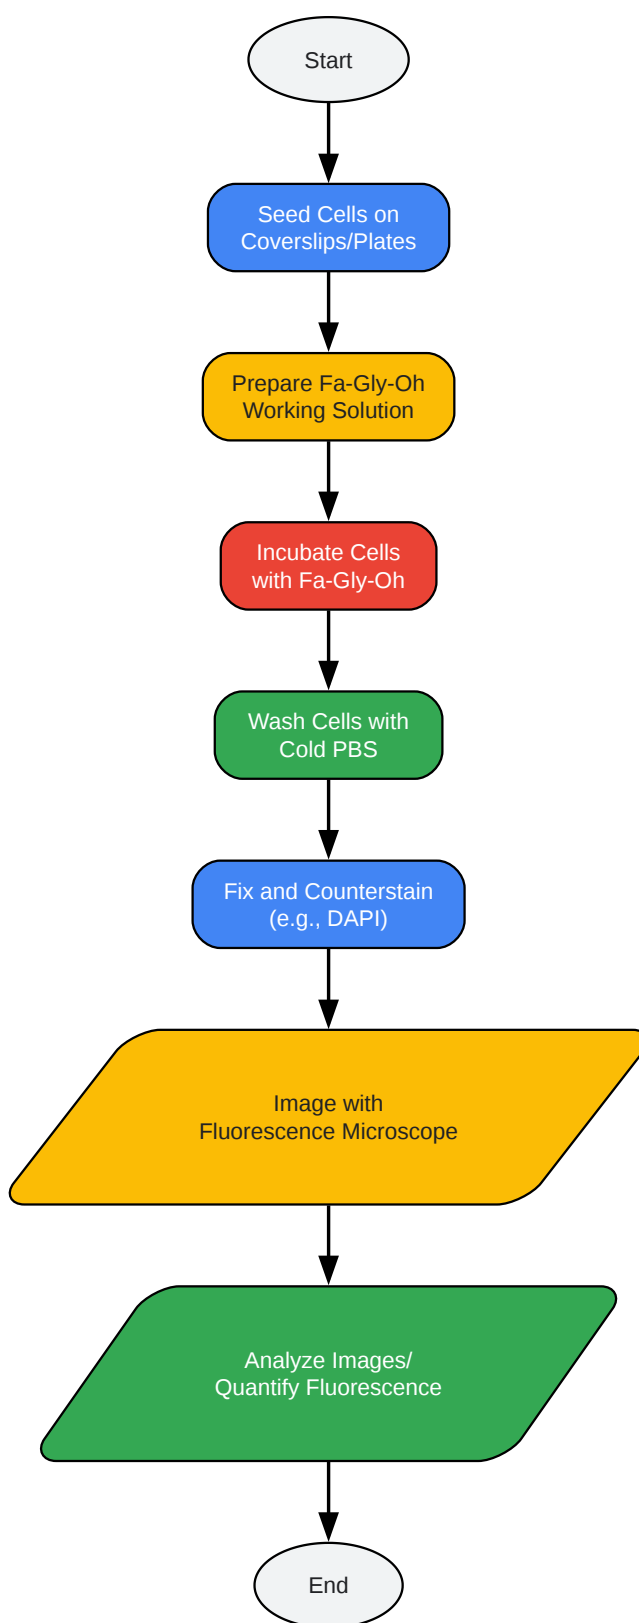 Start
Seed Cells on
Coverslips/Plates
Prepare Fa-Gly-Oh
Working Solution
Incubate Cells
with Fa-Gly-Oh
Wash Cells with
Cold PBS
Fix and Counterstain
(e.g., DAPI)
Image with
Fluorescence Microscope
Analyze Images/
Quantify Fluorescence
End